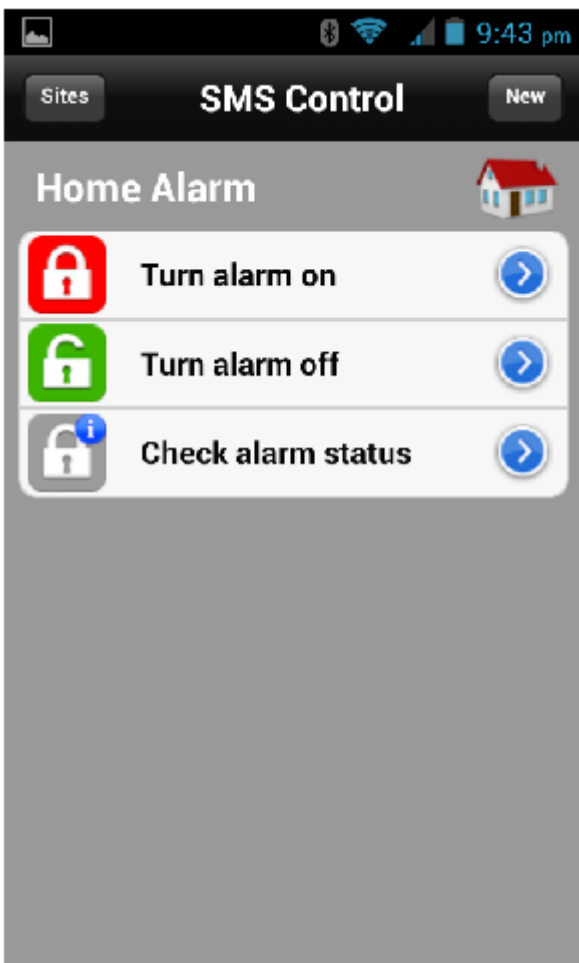 9:43 pm
Sites SMS Control New
Home Alarm
Turn alarm on
Turn alarm off
i
Check alarm status